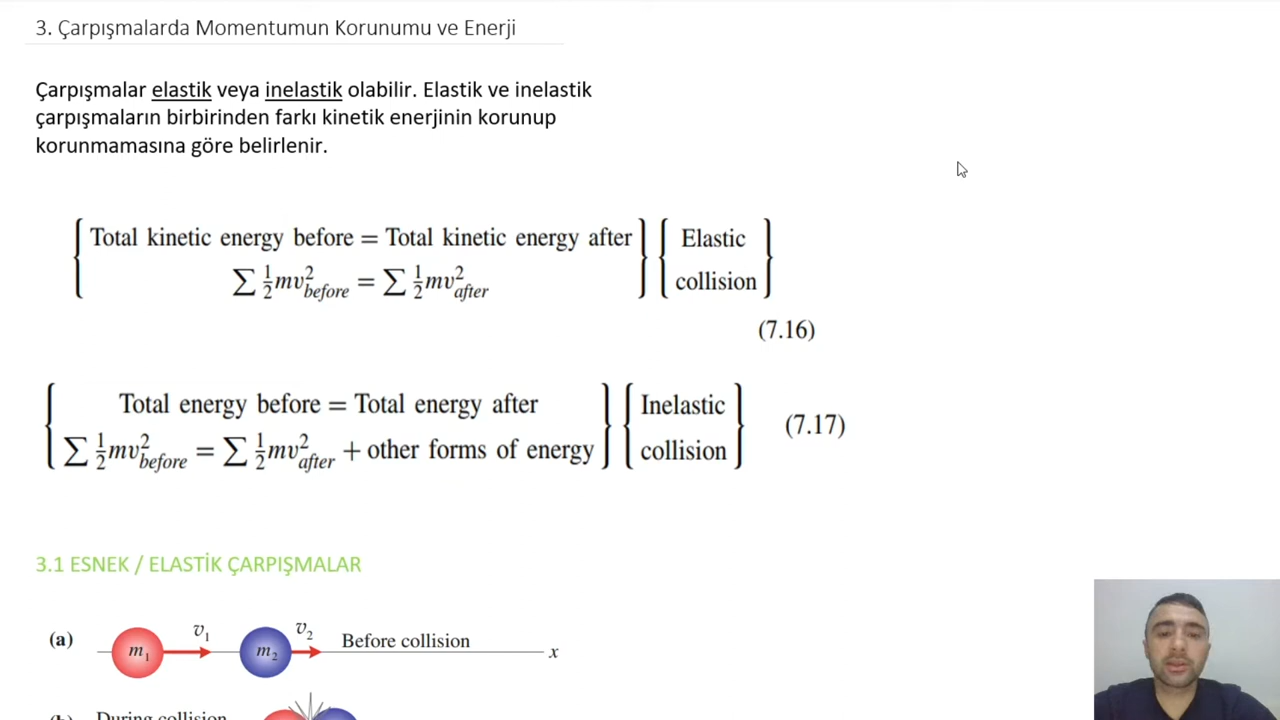 3. Çarpışmalarda Momentumun Korunumu ve Enerji
Çarpışmalar elastik veya inelastik olabilir. Elastik ve inelastik
çarpışmaların birbirinden farkı kinetik enerjinin korunup
korunmamasına göre belirlenir.
{ Total kinetic energy before = Total kinetic energy after } { Elastic
∑ ½mv²before = ∑ ½mv²after collision }
(7.16)
{ Total energy before = Total energy after } { Inelastic
∑ ½mv²before = ∑ ½mv²after + other forms of energy collision } (7.17)
3.1 ESNEK / ELASTİK ÇARPIŞMALAR
(a) m₁ v₁ m₂ v₂ Before collision x
(b) During collision